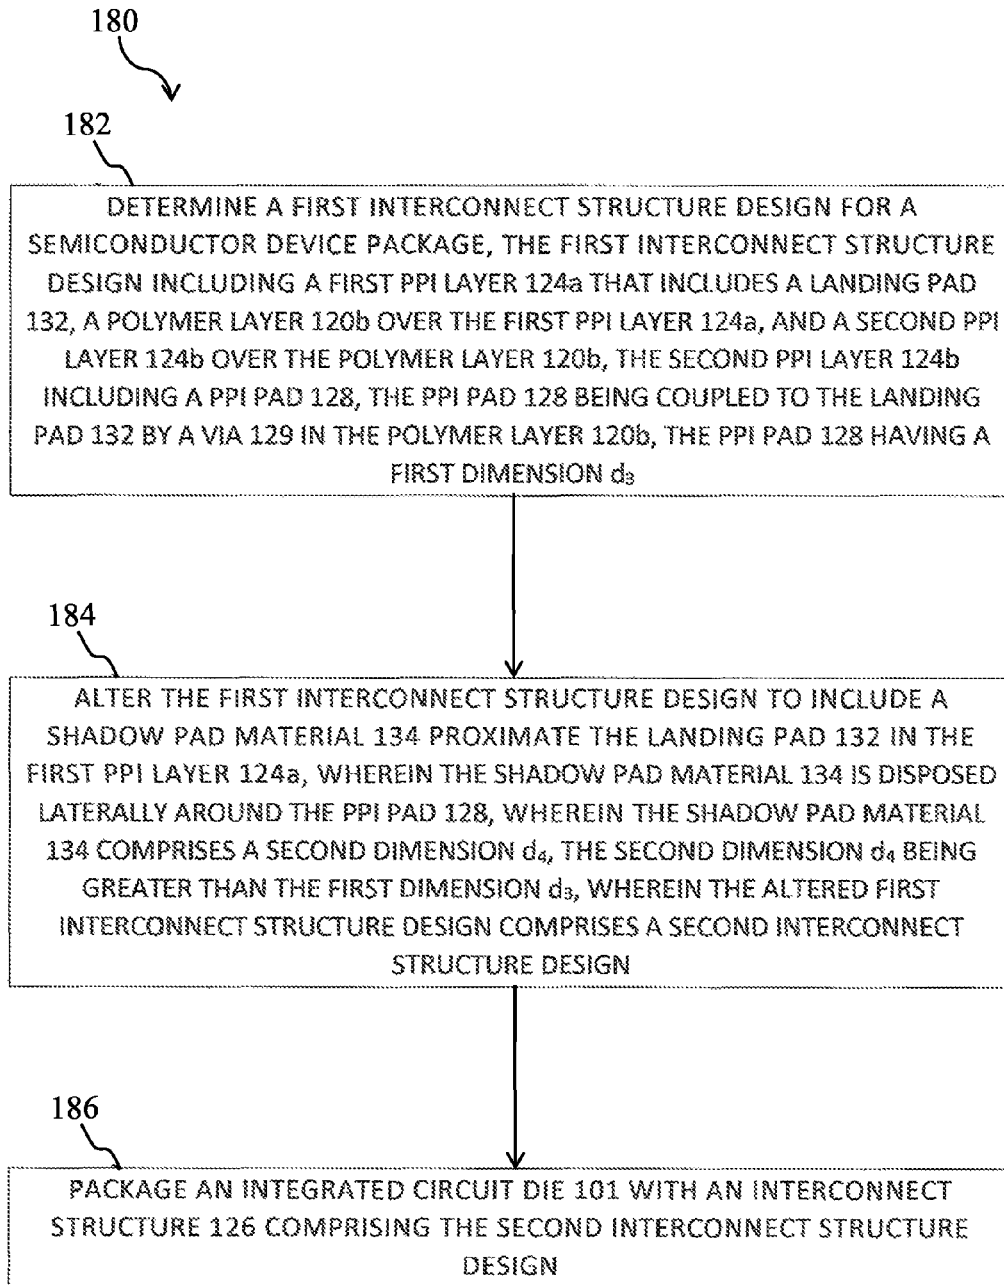 180
182
DETERMINE A FIRST INTERCONNECT STRUCTURE DESIGN FOR A
SEMICONDUCTOR DEVICE PACKAGE, THE FIRST INTERCONNECT STRUCTURE
DESIGN INCLUDING A FIRST PPI LAYER 124a THAT INCLUDES A LANDING PAD
132, A POLYMER LAYER 120b OVER THE FIRST PPI LAYER 124a, AND A SECOND PPI
LAYER 124b OVER THE POLYMER LAYER 120b, THE SECOND PPI LAYER 124b
INCLUDING A PPI PAD 128, THE PPI PAD 128 BEING COUPLED TO THE LANDING
PAD 132 BY A VIA 129 IN THE POLYMER LAYER 120b, THE PPI PAD 128 HAVING A
FIRST DIMENSION d₃
184
ALTER THE FIRST INTERCONNECT STRUCTURE DESIGN TO INCLUDE A
SHADOW PAD MATERIAL 134 PROXIMATE THE LANDING PAD 132 IN THE
FIRST PPI LAYER 124a, WHEREIN THE SHADOW PAD MATERIAL 134 IS DISPOSED
LATERALLY AROUND THE PPI PAD 128, WHEREIN THE SHADOW PAD MATERIAL
134 COMPRISES A SECOND DIMENSION d₄, THE SECOND DIMENSION d₄ BEING
GREATER THAN THE FIRST DIMENSION d₃, WHEREIN THE ALTERED FIRST
INTERCONNECT STRUCTURE DESIGN COMPRISES A SECOND INTERCONNECT
STRUCTURE DESIGN
186
PACKAGE AN INTEGRATED CIRCUIT DIE 101 WITH AN INTERCONNECT
STRUCTURE 126 COMPRISING THE SECOND INTERCONNECT STRUCTURE
DESIGN